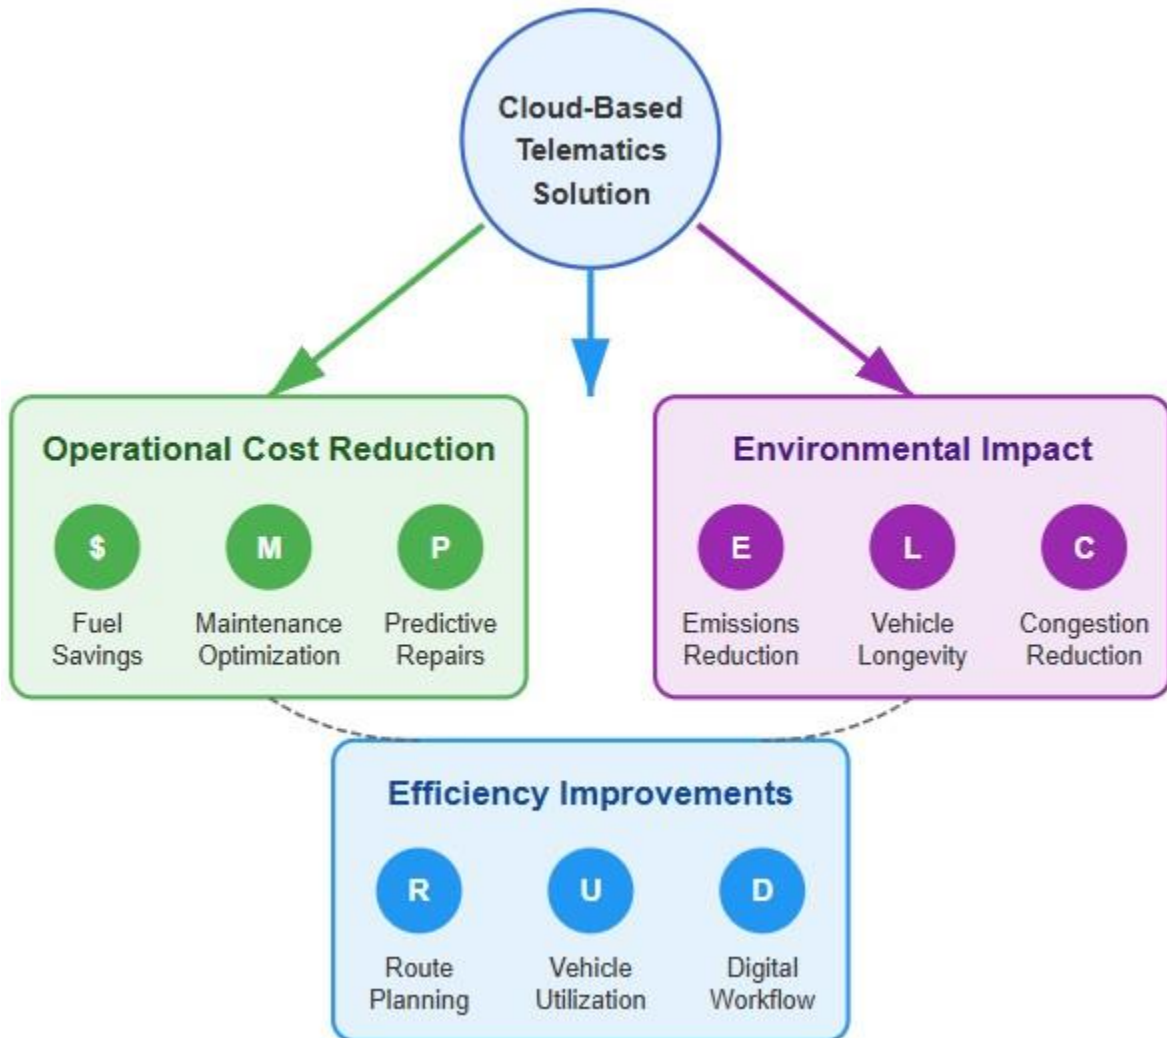 Cloud-Based
Telematics
Solution
Operational Cost Reduction
$
M
P
Fuel
Savings
Maintenance
Optimization
Predictive
Repairs
Environmental Impact
E
L
C
Emissions
Reduction
Vehicle
Longevity
Congestion
Reduction
Efficiency Improvements
R
U
D
Route
Planning
Vehicle
Utilization
Digital
Workflow